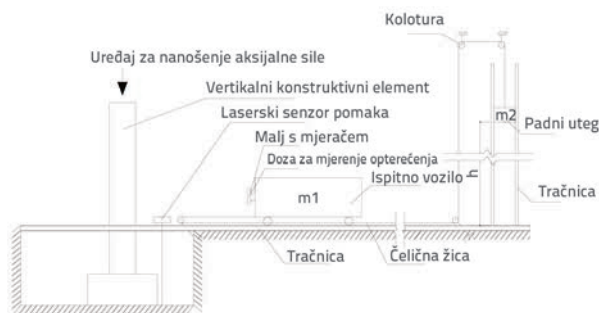 Kolotura
Uređaj za nanošenje aksijalne sile
Vertikalni konstruktivni element
Laserski senzor pomaka
Malj s mjeračem
Doza za mjerenje opterećenja
Ispitno vozilo
m1
m2
Padni uteg
h
Tračnica
Tračnica
Čelična žica